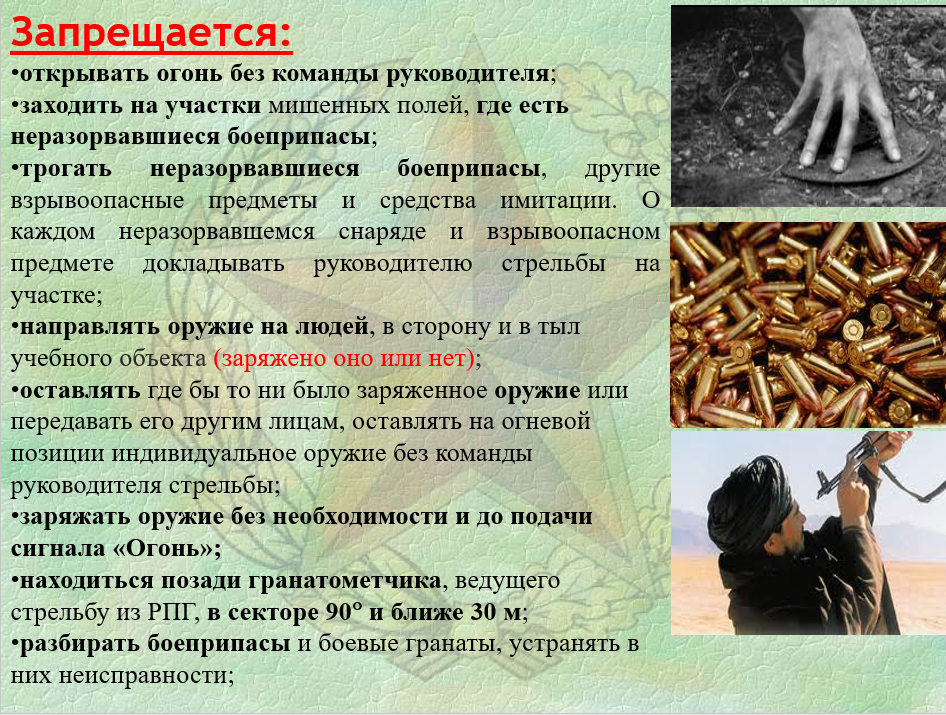 Запрещается:
•открывать огонь без команды руководителя;
•заходить на участки мишенных полей, где есть
неразорвавшиеся боеприпасы;
•трогать неразорвавшиеся боеприпасы, другие
взрывоопасные предметы и средства имитации. О
каждом неразорвавшемся снаряде и взрывоопасном
предмете докладывать руководителю стрельбы на
участке;
•направлять оружие на людей, в сторону и в тыл
учебного объекта (заряжено оно или нет);
•оставлять где бы то ни было заряженное оружие или
передавать его другим лицам, оставлять на огневой
позиции индивидуальное оружие без команды
руководителя стрельбы;
•заряжать оружие без необходимости и до подачи
сигнала «Огонь»;
•находиться позади гранатометчика, ведущего
стрельбу из РПГ, в секторе 90° и ближе 30 м;
•разбирать боеприпасы и боевые гранаты, устранять в
них неисправности;